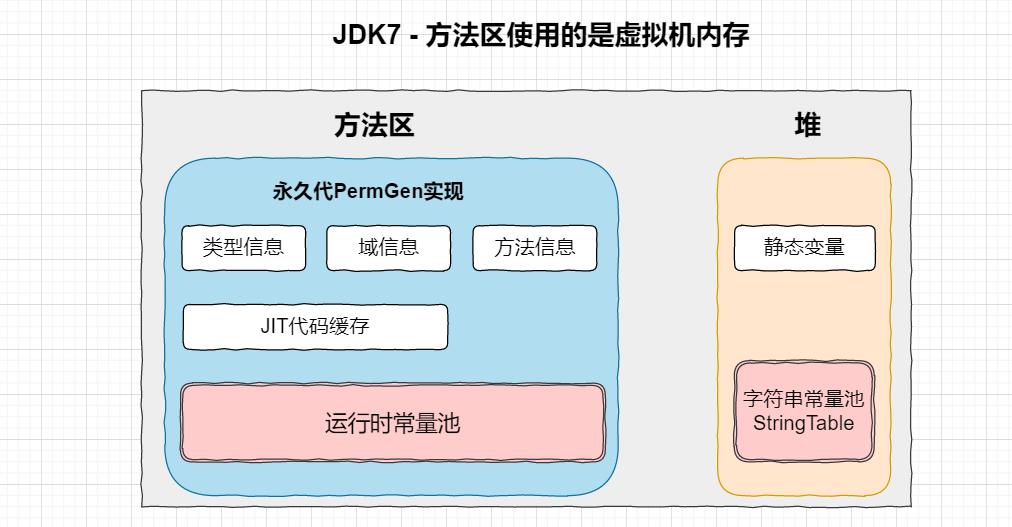 JDK7 - 方法区使用的是虚拟机内存
方法区
堆
永久代PermGen实现
类型信息
域信息
方法信息
静态变量
JIT代码缓存
运行时常量池
字符串常量池
StringTable